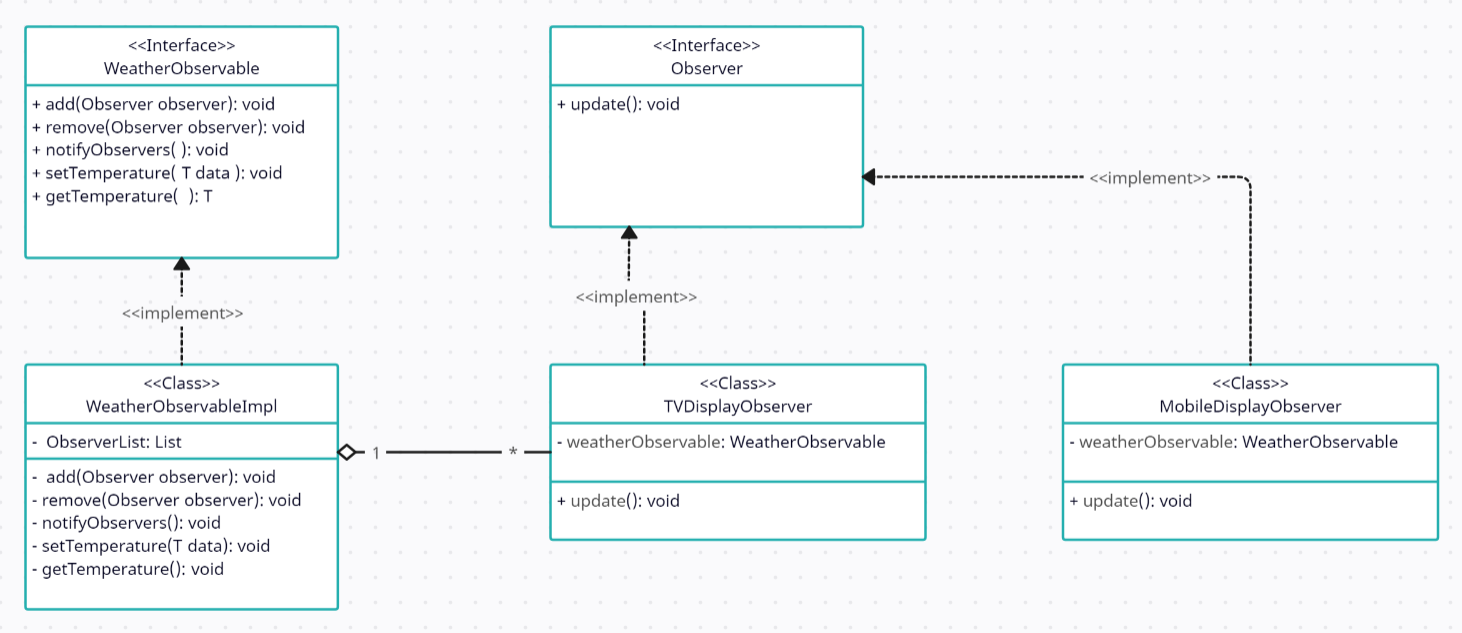 <<Interface>>
WeatherObservable
+ add(Observer observer): void
+ remove(Observer observer): void
+ notifyObservers( ): void
+ setTemperature( T data ): void
+ getTemperature(  ): T
<<Interface>>
Observer
+ update(): void
<<implement>>
<<implement>>
<<implement>>
<<Class>>
WeatherObservableImpl
-  ObserverList: List
-  add(Observer observer): void
- remove(Observer observer): void
- notifyObservers(): void
- setTemperature(T data): void
- getTemperature(): void
1
*
<<Class>>
TVDisplayObserver
- weatherObservable: WeatherObservable
+ update(): void
<<Class>>
MobileDisplayObserver
- weatherObservable: WeatherObservable
+ update(): void